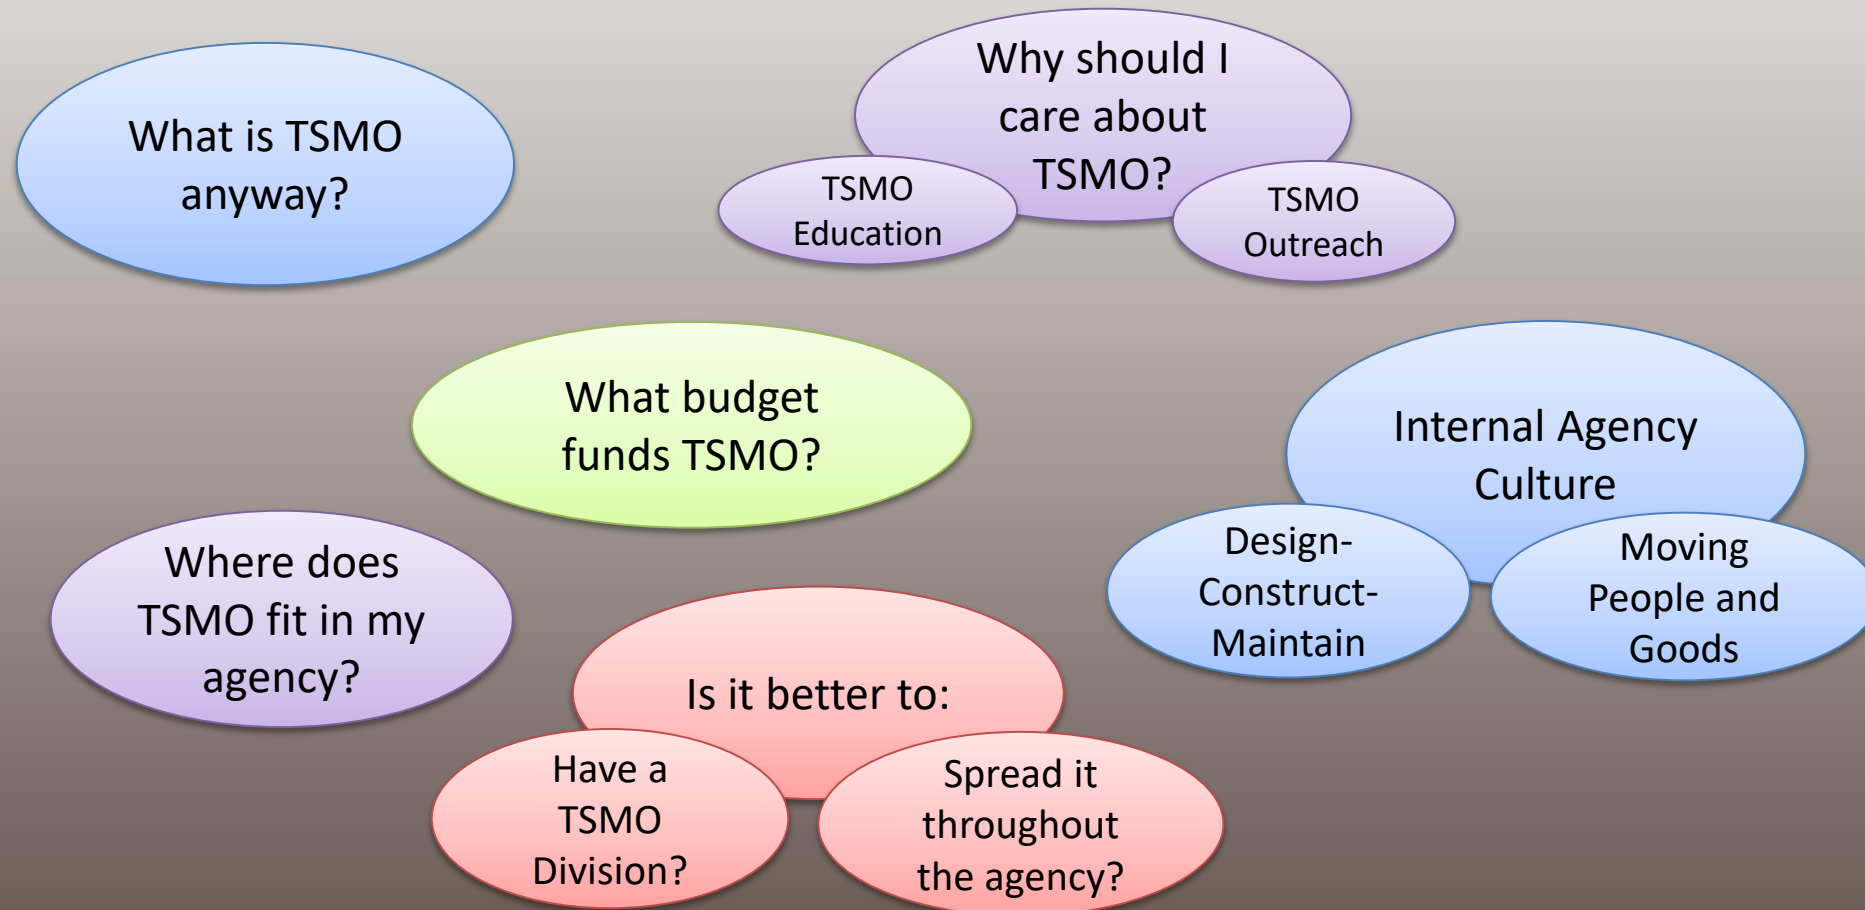 What is TSMO
anyway?
Why should I
care about
TSMO?
TSMO
Education
TSMO
Outreach
What budget
funds TSMO?
Internal Agency
Culture
Design-
Construct-
Maintain
Moving
People and
Goods
Where does
TSMO fit in my
agency?
Is it better to:
Have a
TSMO
Division?
Spread it
throughout
the agency?